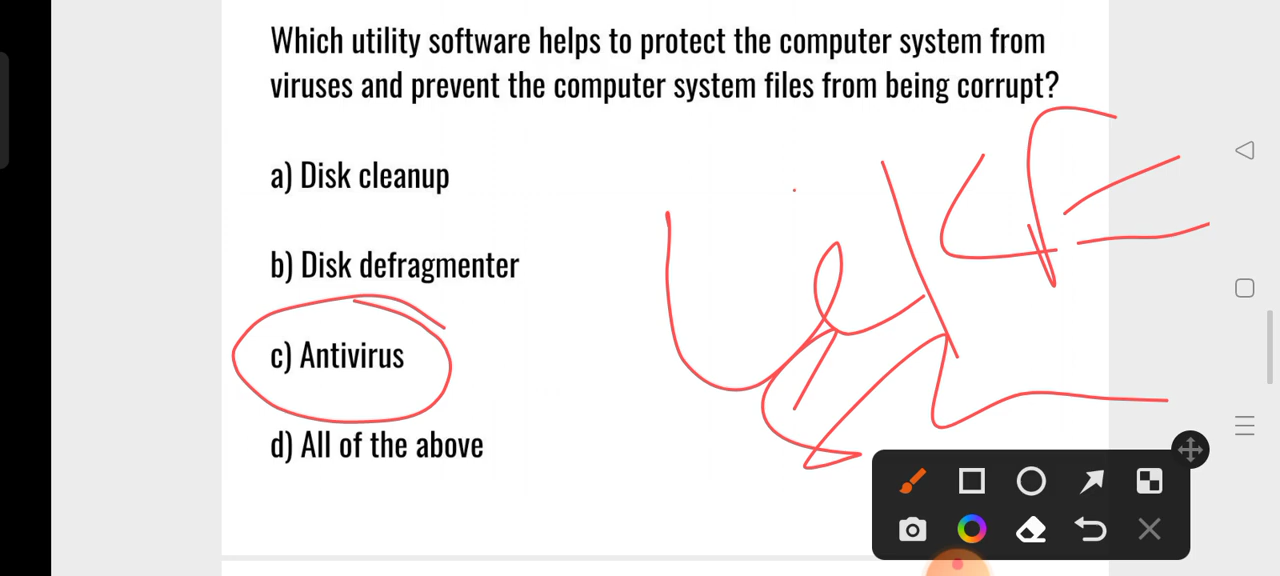 Which utility software helps to protect the computer system from
viruses and prevent the computer system files from being corrupt?
a) Disk cleanup
b) Disk defragmenter
c) Antivirus
d) All of the above